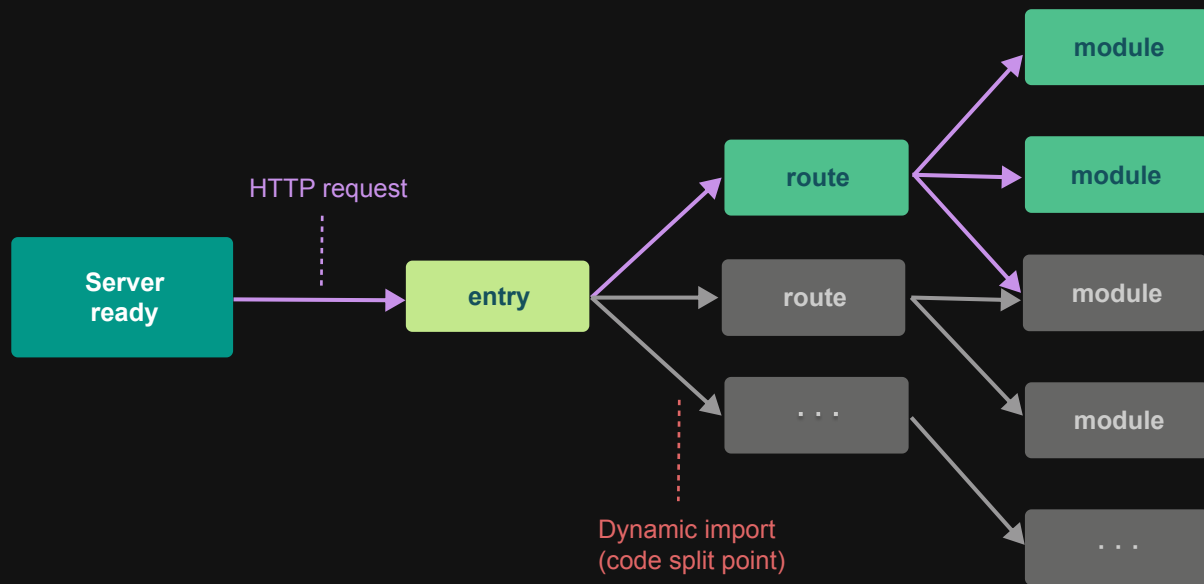 module
module
route
HTTP request
Server
ready
entry
route
module
. . .
module
Dynamic import
(code split point)
. . .